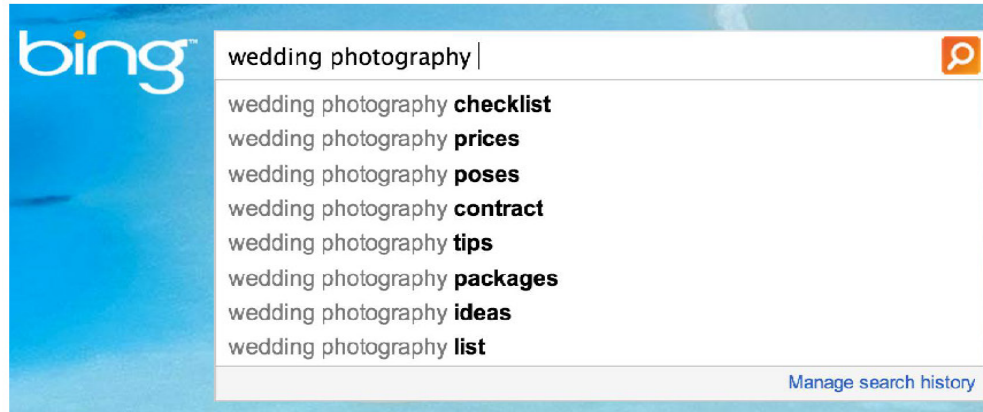 bing™
wedding photography
wedding photography checklist
wedding photography prices
wedding photography poses
wedding photography contract
wedding photography tips
wedding photography packages
wedding photography ideas
wedding photography list
Manage search history